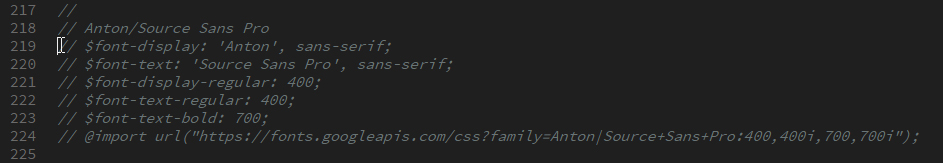 217 //
218 // Anton/Source Sans Pro
219 // $font-display: 'Anton', sans-serif;
220 // $font-text: 'Source Sans Pro', sans-serif;
221 // $font-display-regular: 400;
222 // $font-text-regular: 400;
223 // $font-text-bold: 700;
224 // @import url("https://fonts.googleapis.com/css?family=Anton|Source+Sans+Pro:400,400i,700,700i");
225